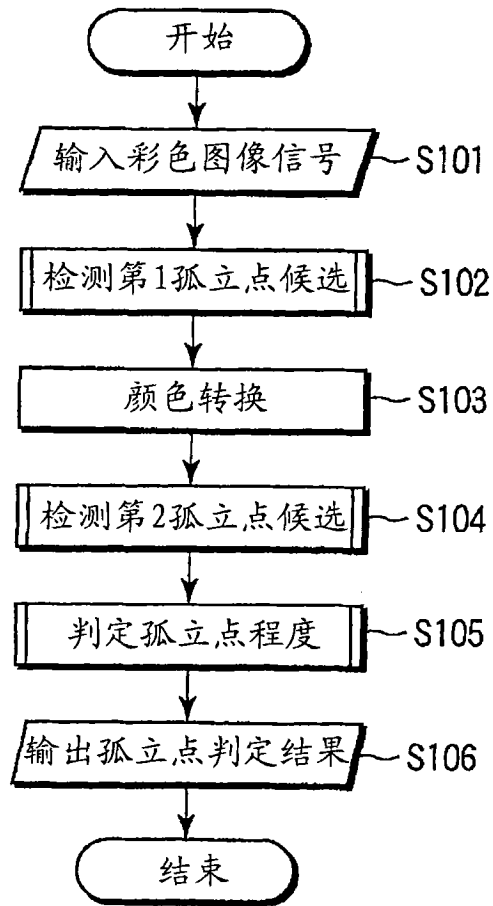 开始
输入彩色图像信号 S101
检测第1孤立点候选 S102
颜色转换 S103
检测第2孤立点候选 S104
判定孤立点程度 S105
输出孤立点判定结果 S106
结束